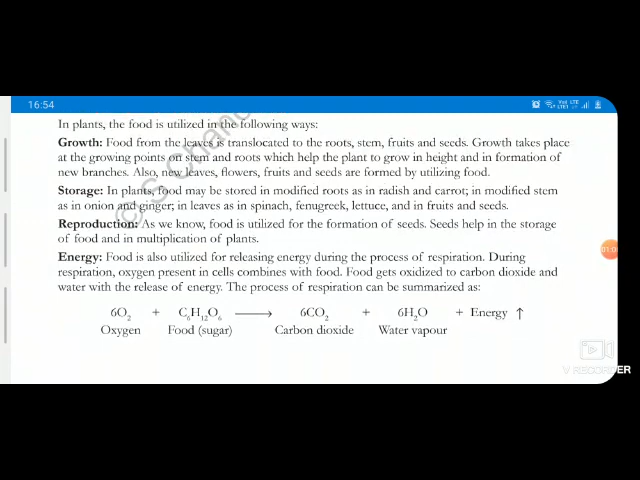 16:54
In plants, the food is utilized in the following ways:
Growth: Food from the leaves is translocated to the roots, stem, fruits and seeds. Growth takes place
at the growing points on stem and roots which help the plant to grow in height and in formation of
new branches. Also, new leaves, flowers, fruits and seeds are formed by utilizing food.
Storage: In plants, food may be stored in modified roots as in radish and carrot; in modified stem
as in onion and ginger; in leaves as in spinach, fenugreek, lettuce, and in fruits and seeds.
Reproduction: As we know, food is utilized for the formation of seeds. Seeds help in the storage
of food and in multiplication of plants.
Energy: Food is also utilized for releasing energy during the process of respiration. During
respiration, oxygen present in cells combines with food. Food gets oxidized to carbon dioxide and
water with the release of energy. The process of respiration can be summarized as:
6O₂ + C₆H₁₂O₆ ⟶ 6CO₂ + 6H₂O + Energy ↑
Oxygen Food (sugar) Carbon dioxide Water vapour
© S Chand
V.RECORDER